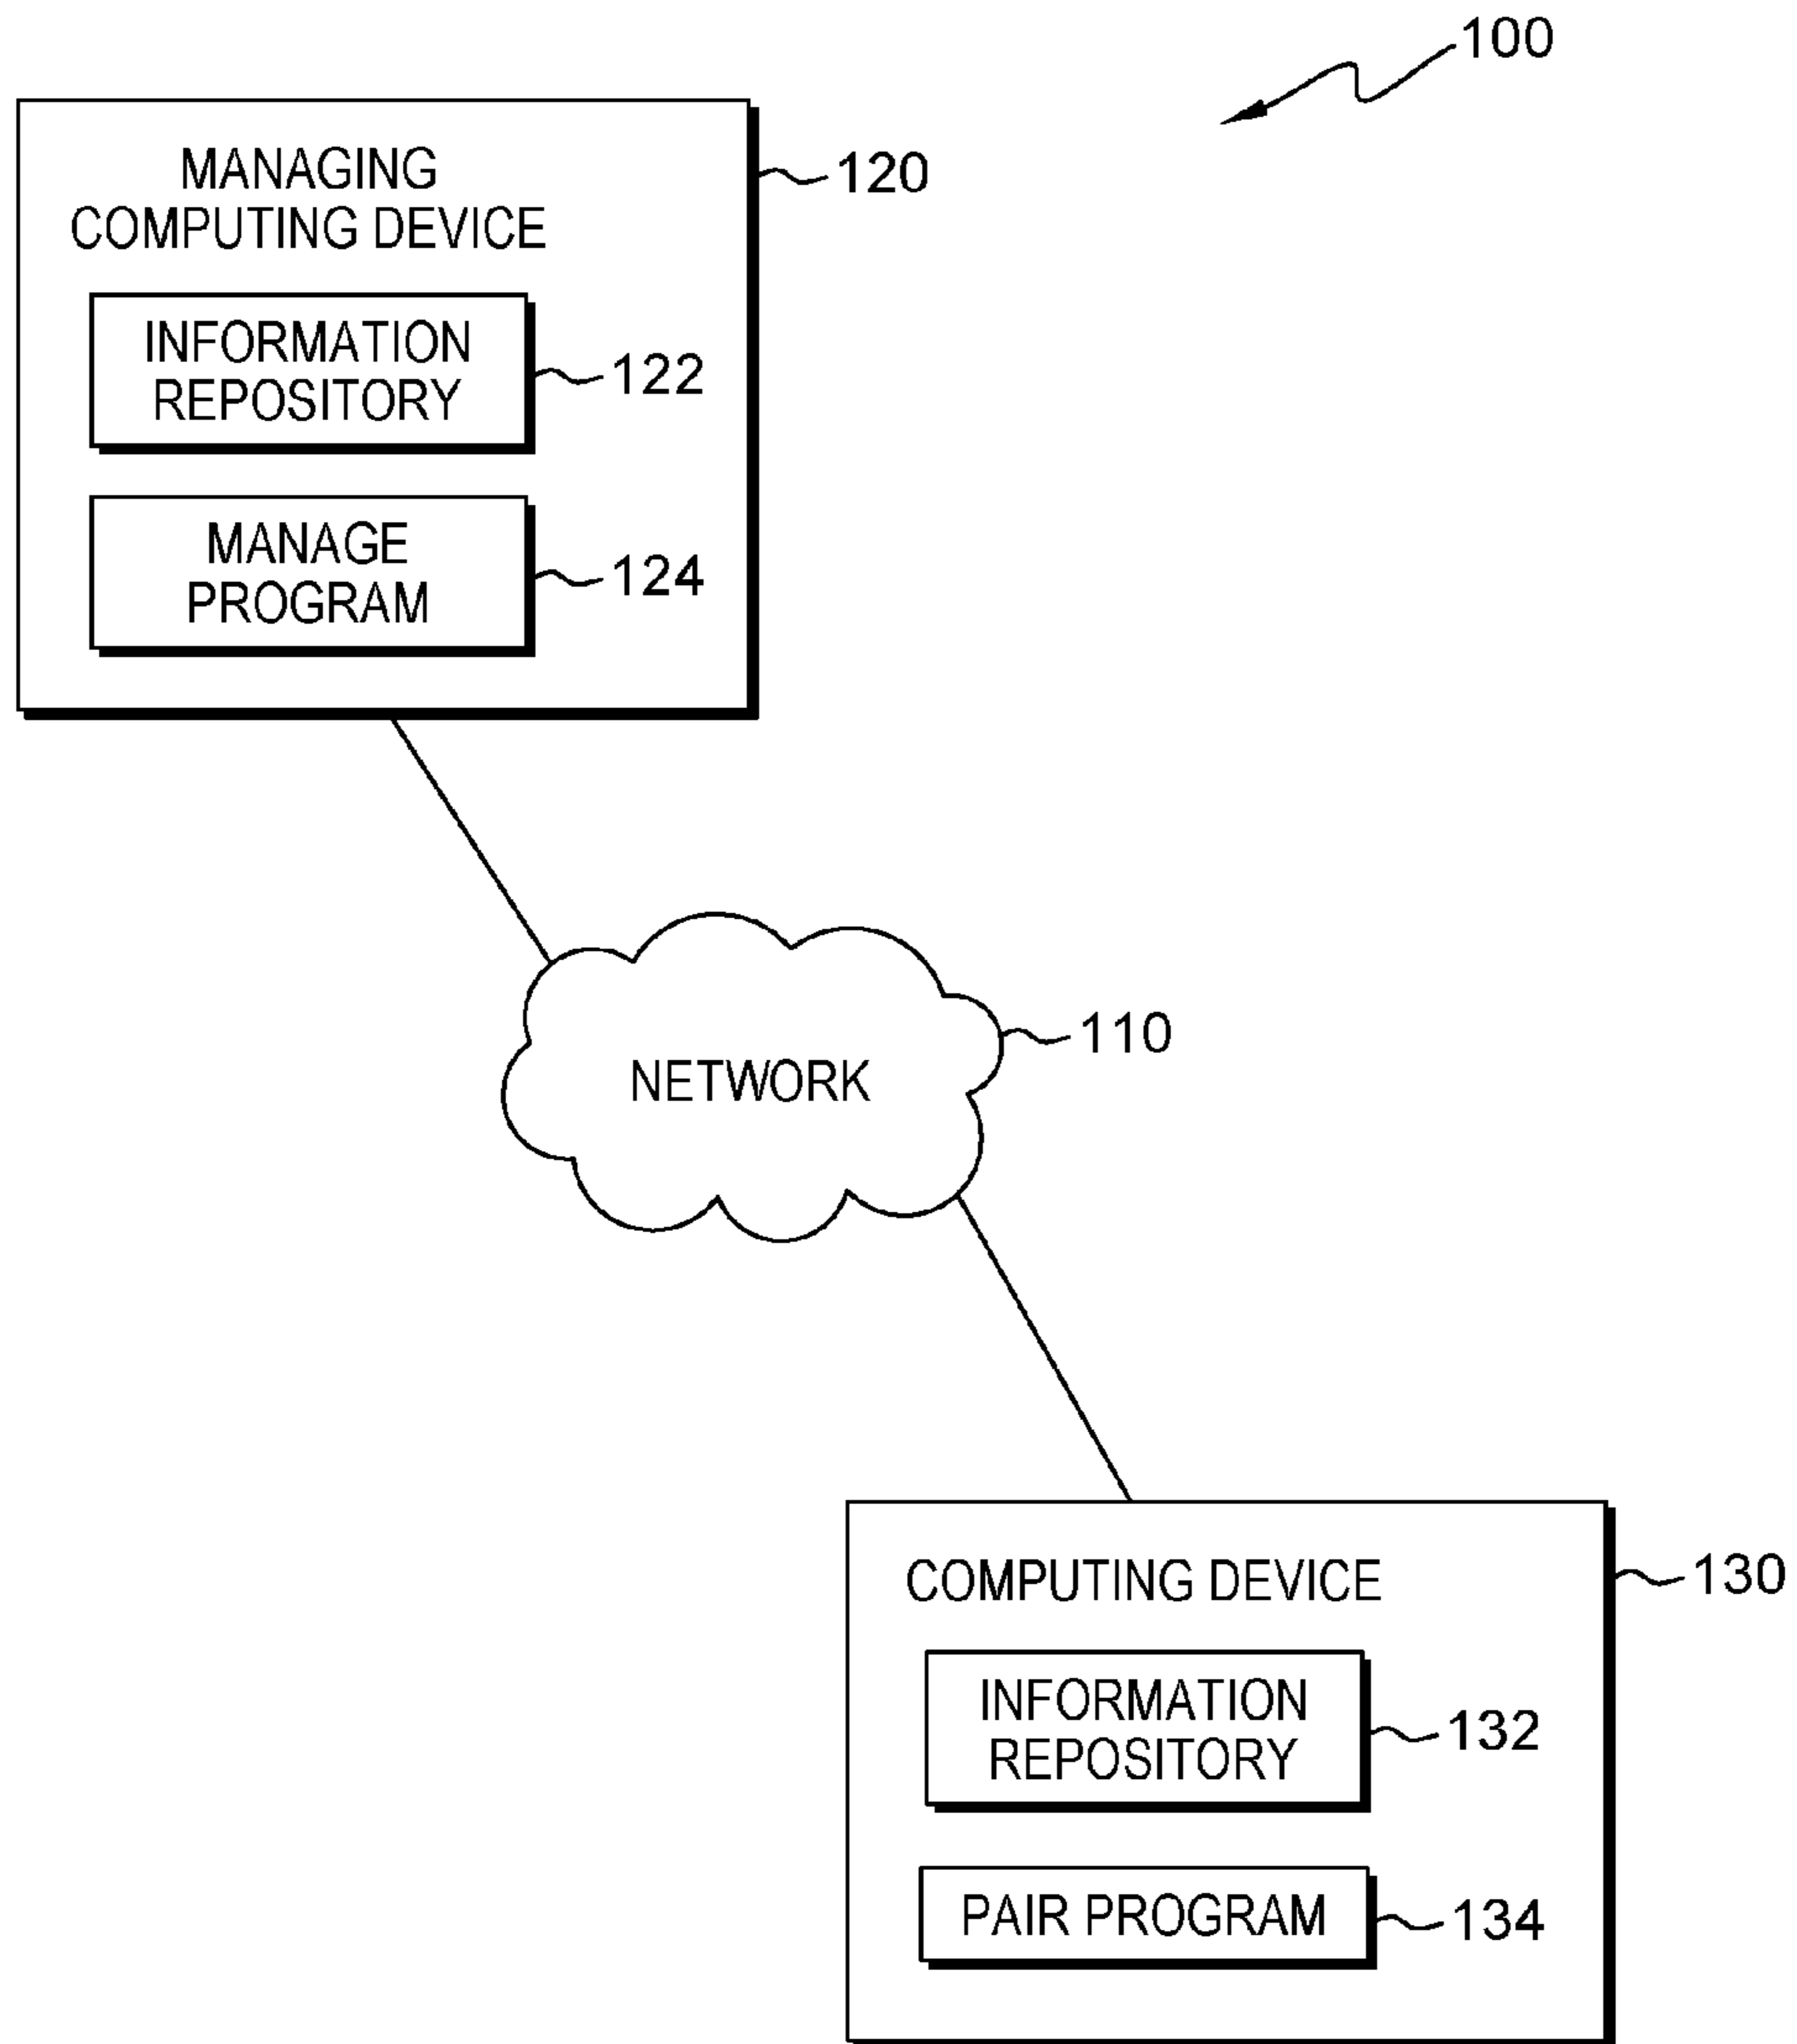 100
MANAGING
COMPUTING DEVICE
120
INFORMATION
REPOSITORY
122
MANAGE
PROGRAM
124
NETWORK
110
COMPUTING DEVICE
130
INFORMATION
REPOSITORY
132
PAIR PROGRAM
134